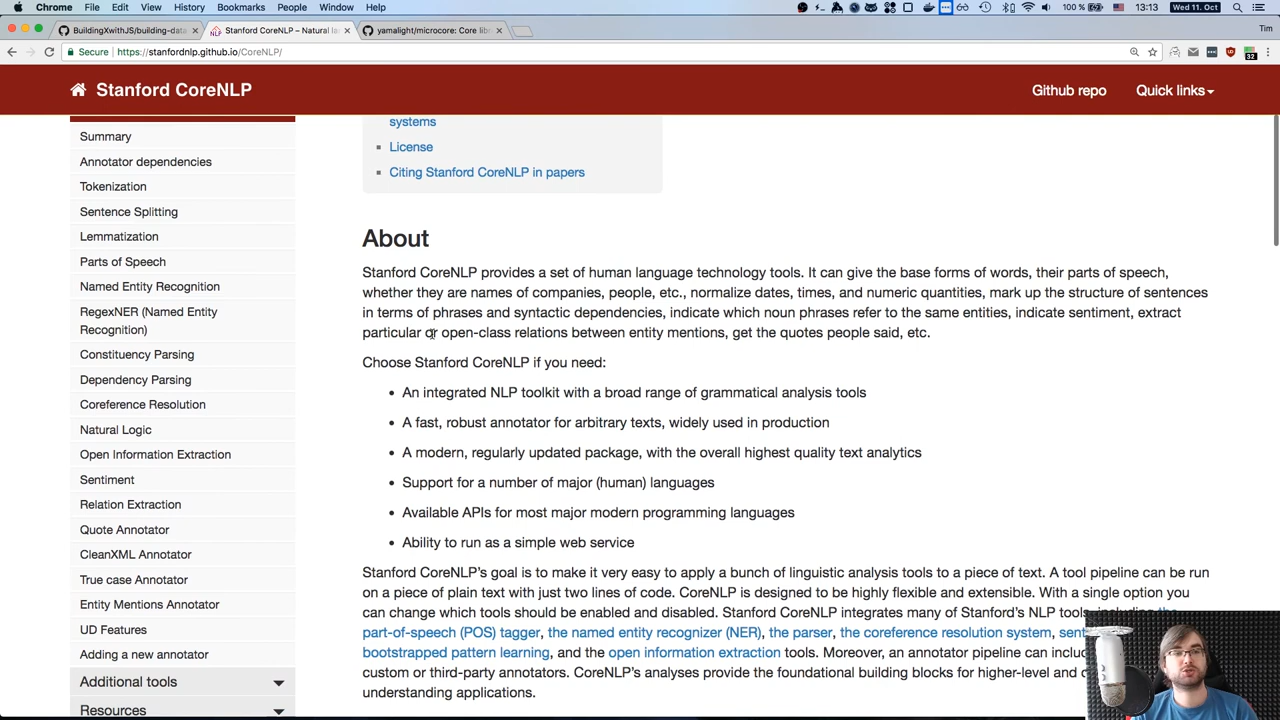 Chrome File Edit View History Bookmarks People Window Help
100 % 13:13 Wed 11. Oct
BuildingXwithJS/building-data
Stanford CoreNLP – Natural la
yamalight/microcore: Core lib
Tim
Secure https://stanfordnlp.github.io/CoreNLP/
32
Stanford CoreNLP
Github repo
Quick links
Summary
Annotator dependencies
Tokenization
Sentence Splitting
Lemmatization
Parts of Speech
Named Entity Recognition
RegexNER (Named Entity
Recognition)
Constituency Parsing
Dependency Parsing
Coreference Resolution
Natural Logic
Open Information Extraction
Sentiment
Relation Extraction
Quote Annotator
CleanXML Annotator
True case Annotator
Entity Mentions Annotator
UD Features
Adding a new annotator
Additional tools
Resources
systems
License
Citing Stanford CoreNLP in papers
About
Stanford CoreNLP provides a set of human language technology tools. It can give the base forms of words, their parts of speech,
whether they are names of companies, people, etc., normalize dates, times, and numeric quantities, mark up the structure of sentences
in terms of phrases and syntactic dependencies, indicate which noun phrases refer to the same entities, indicate sentiment, extract
particular or open-class relations between entity mentions, get the quotes people said, etc.
Choose Stanford CoreNLP if you need:
An integrated NLP toolkit with a broad range of grammatical analysis tools
A fast, robust annotator for arbitrary texts, widely used in production
A modern, regularly updated package, with the overall highest quality text analytics
Support for a number of major (human) languages
Available APIs for most major modern programming languages
Ability to run as a simple web service
Stanford CoreNLP's goal is to make it very easy to apply a bunch of linguistic analysis tools to a piece of text. A tool pipeline can be run
on a piece of plain text with just two lines of code. CoreNLP is designed to be highly flexible and extensible. With a single option you
can change which tools should be enabled and disabled. Stanford CoreNLP integrates many of Stanford's NLP tools, including the
part-of-speech (POS) tagger, the named entity recognizer (NER), the parser, the coreference resolution system, sent
bootstrapped pattern learning, and the open information extraction tools. Moreover, an annotator pipeline can inclu
custom or third-party annotators. CoreNLP's analyses provide the foundational building blocks for higher-level and
understanding applications.